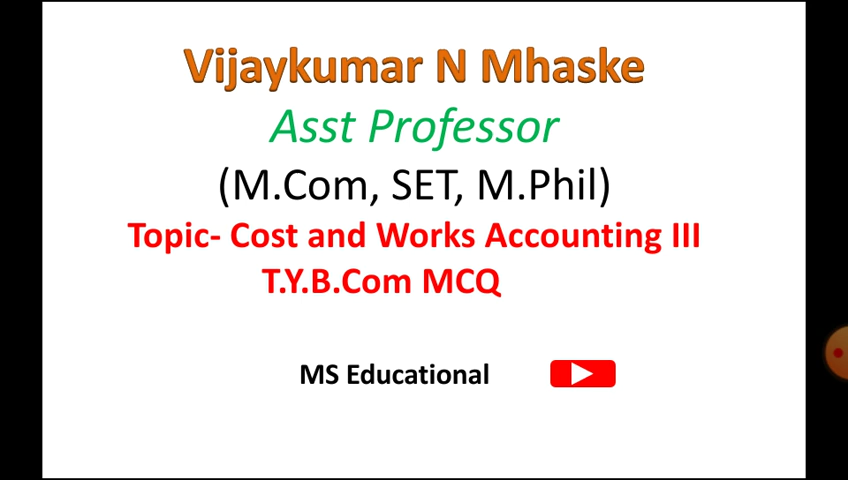 Vijaykumar N Mhaske
Asst Professor
(M.Com, SET, M.Phil)
Topic- Cost and Works Accounting III
T.Y.B.Com MCQ
MS Educational